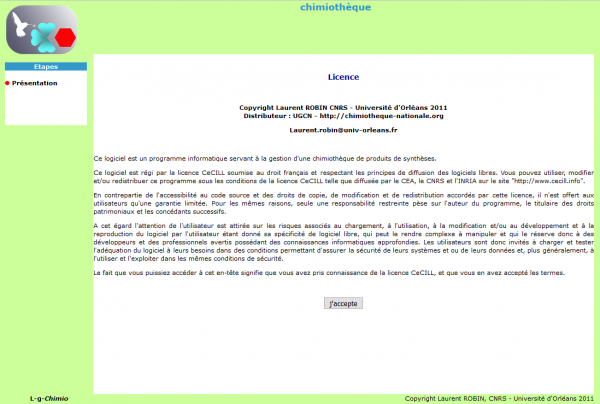 chimiothèque
Etapes
Présentation
Licence
Copyright Laurent ROBIN CNRS - Université d'Orléans 2011
Distributeur : UGCN - http://chimiotheque-nationale.org
Laurent.robin@univ-orleans.fr
Ce logiciel est un programme informatique servant à la gestion d'une chimiothèque de produits de synthèses.
Ce logiciel est régi par la licence CeCILL soumise au droit français et respectant les principes de diffusion des logiciels libres. Vous pouvez utiliser, modifier
et/ou redistribuer ce programme sous les conditions de la licence CeCILL telle que diffusée par le CEA, le CNRS et l'INRIA sur le site "http://www.cecill.info".
En contrepartie de l'accessibilité au code source et des droits de copie, de modification et de redistribution accordés par cette licence, il n'est offert aux
utilisateurs qu'une garantie limitée. Pour les mêmes raisons, seule une responsabilité restreinte pèse sur l'auteur du programme, le titulaire des droits
patrimoniaux et les concédants successifs.
A cet égard l'attention de l'utilisateur est attirée sur les risques associés au chargement, à l'utilisation, à la modification et/ou au développement et à la
reproduction du logiciel par l'utilisateur étant donné sa spécificité de logiciel libre, qui peut le rendre complexe à manipuler et qui le réserve donc à des
développeurs et des professionnels avertis possédant des connaissances informatiques approfondies. Les utilisateurs sont donc invités à charger et tester
l'adéquation du logiciel à leurs besoins dans des conditions permettant d'assurer la sécurité de leurs systèmes et ou de leurs données et, plus généralement, à
l'utiliser et l'exploiter dans les mêmes conditions de sécurité.
Le fait que vous puissiez accéder à cet en-tête signifie que vous avez pris connaissance de la licence CeCILL, et que vous en avez accepté les termes.
j'accepte
L-g-Chimio
Copyright Laurent ROBIN, CNRS - Université d'Orléans 2011